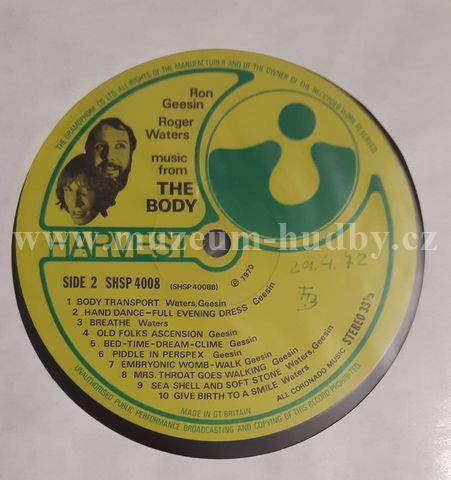 THE GRAMOPHONE CO LTD. ALL RIGHTS OF THE MANUFACTURER AND OF THE OWNER OF THE RECORDED WORK RESERVED
Ron
Geesin
Roger
Waters
music
from
THE
BODY
HARVEST
www.muzeum-hudby.cz
SIDE 2 SHSP 4008 (SHSP 4008B) ℗ 1970
29.4.72
1 BODY TRANSPORT Waters, Geesin
2 HAND DANCE—FULL EVENING DRESS Geesin
3 BREATHE Waters
4 OLD FOLKS ASCENSION Geesin
5 BED-TIME-DREAM-CLIME Geesin
6 PIDDLE IN PERSPEX Geesin
7 EMBRYONIC WOMB-WALK Geesin
8 MRS. THROAT GOES WALKING Geesin
9 SEA SHELL AND SOFT STONE Waters, Geesin
10 GIVE BIRTH TO A SMILE Waters
ALL CORONADO MUSIC
STEREO 33⅓
UNAUTHORISED PUBLIC PERFORMANCE BROADCASTING AND COPYING OF THIS RECORD PROHIBITED.
MADE IN GT. BRITAIN